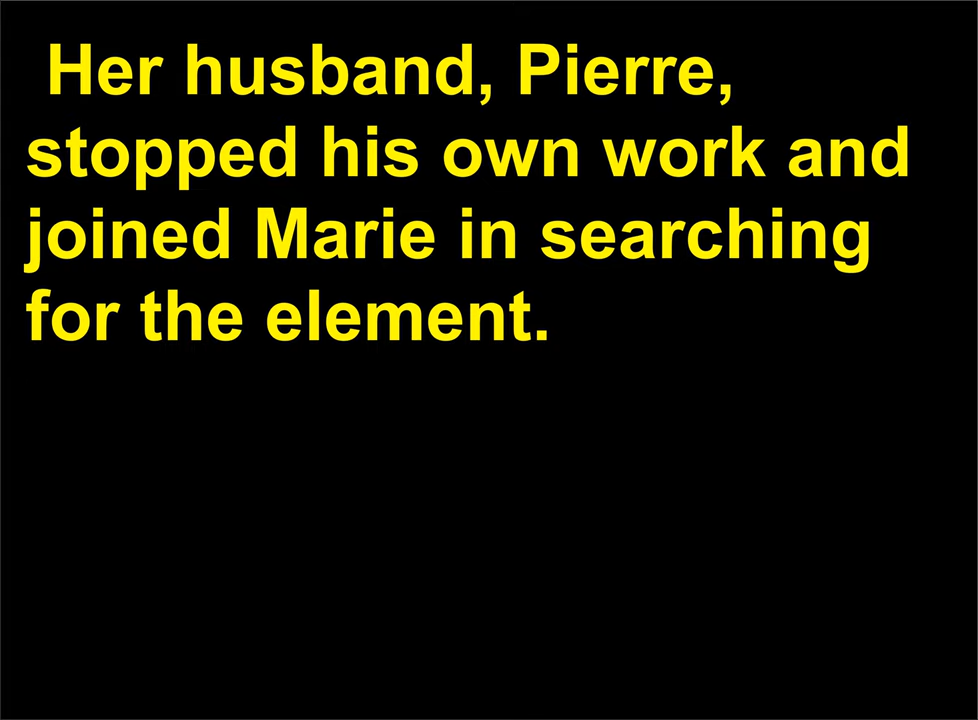 Her husband, Pierre,
stopped his own work and
joined Marie in searching
for the element.